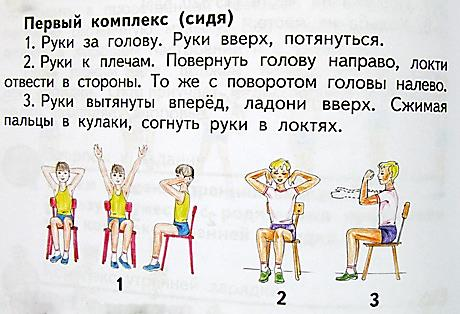 Первый комплекс (сидя)
1. Руки за голову. Руки вверх, потянуться.
2. Руки к плечам. Повернуть голову направо, локти
отвести в стороны. То же с поворотом головы налево.
3. Руки вытянуты вперёд, ладони вверх. Сжимая
пальцы в кулаки, согнуть руки в локтях.
1 2 3